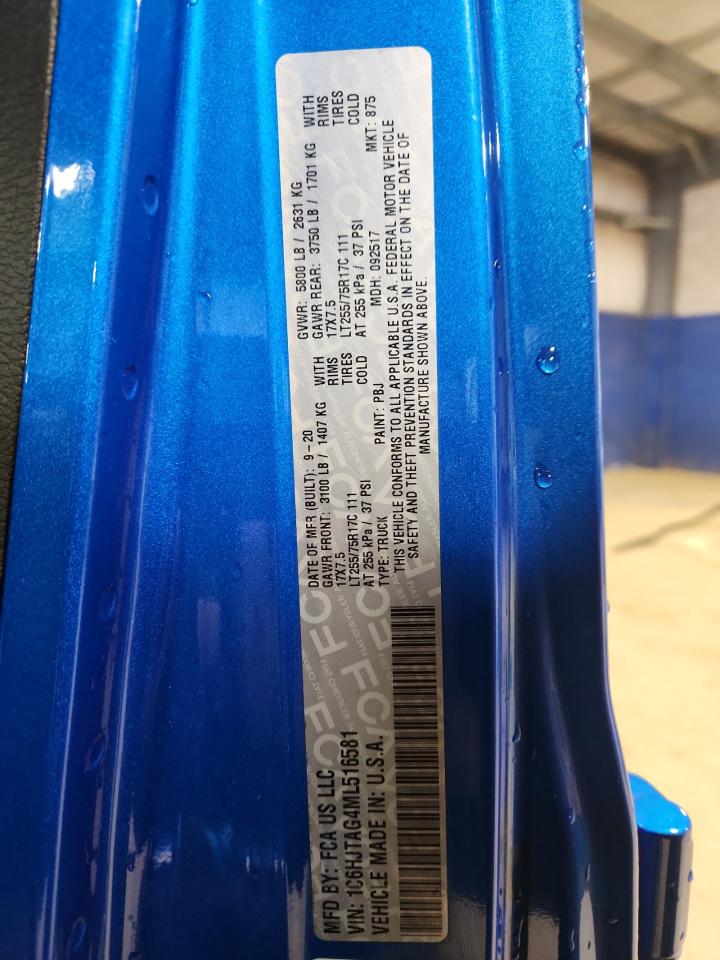 MFD BY: FCA US LLC
VIN: 1C6HJTAG4ML516581
VEHICLE MADE IN: U.S.A.
DATE OF MFR (BUILT): 9-20 GVWR: 5800 LB / 2631 KG
GAWR FRONT: 3100 LB / 1407 KG WITH GAWR REAR: 3750 LB / 1701 KG WITH
17X7.5 RIMS 17X7.5 RIMS
LT255/75R17C 111 TIRES LT255/75R17C 111 TIRES
AT 255 kPa / 37 PSI COLD AT 255 kPa / 37 PSI COLD
TYPE: TRUCK PAINT: PBJ MDH: 092517 MKT: 875
THIS VEHICLE CONFORMS TO ALL APPLICABLE U.S.A. FEDERAL MOTOR VEHICLE
SAFETY AND THEFT PREVENTION STANDARDS IN EFFECT ON THE DATE OF
MANUFACTURE SHOWN ABOVE.